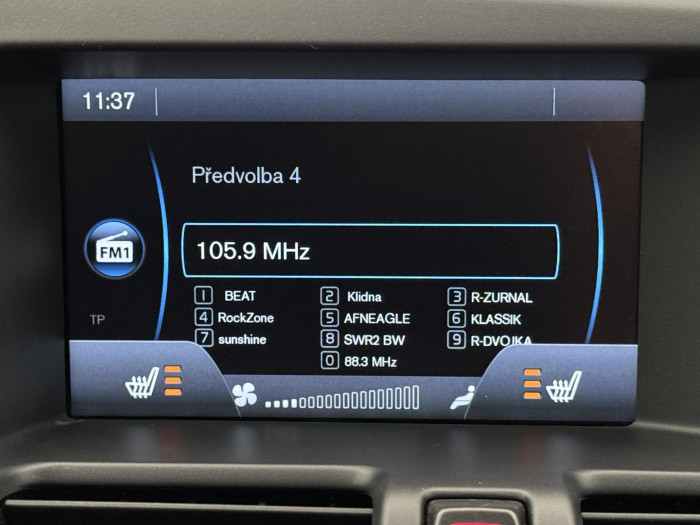 11:37
Předvolba 4
FM1
105.9 MHz
1 BEAT 2 Klidna 3 R-ZURNAL
4 RockZone 5 AFNEAGLE 6 KLASSIK
7 sunshine 8 SWR2 BW 9 R-DVOJKA
0 88.3 MHz
TP